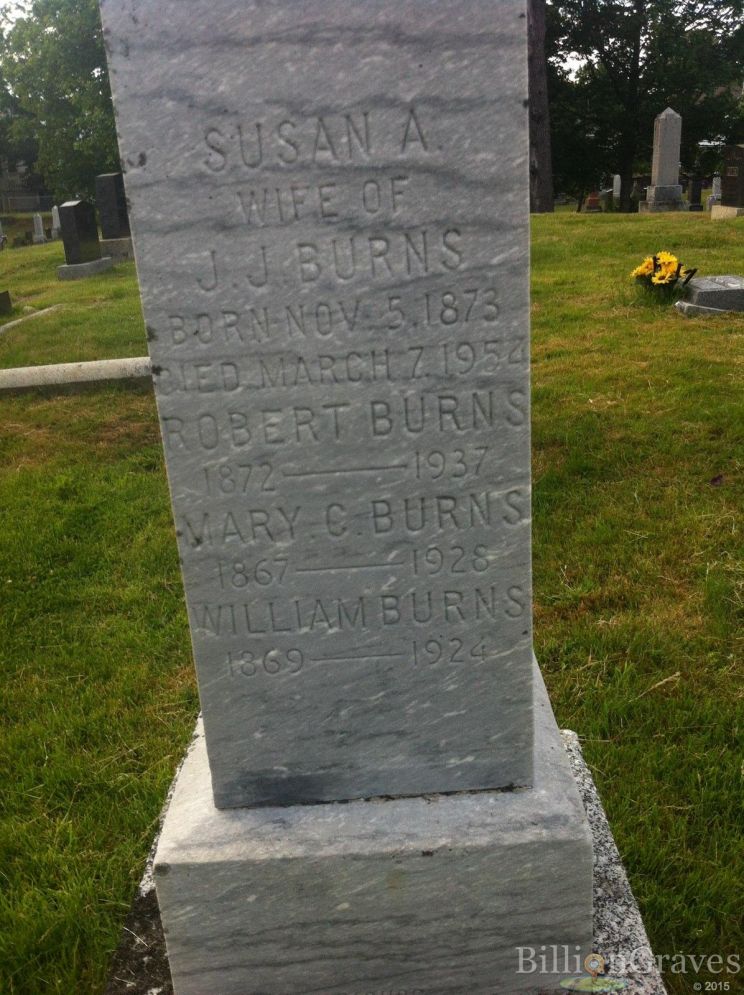 SUSAN A.
WIFE OF
J. J. BURNS
BORN NOV. 5, 1873
DIED MARCH 7, 1954
ROBERT BURNS
1872 — 1937
MARY. C. BURNS
1867 — 1928
WILLIAM BURNS
1869 — 1924
BillionGraves
© 2015